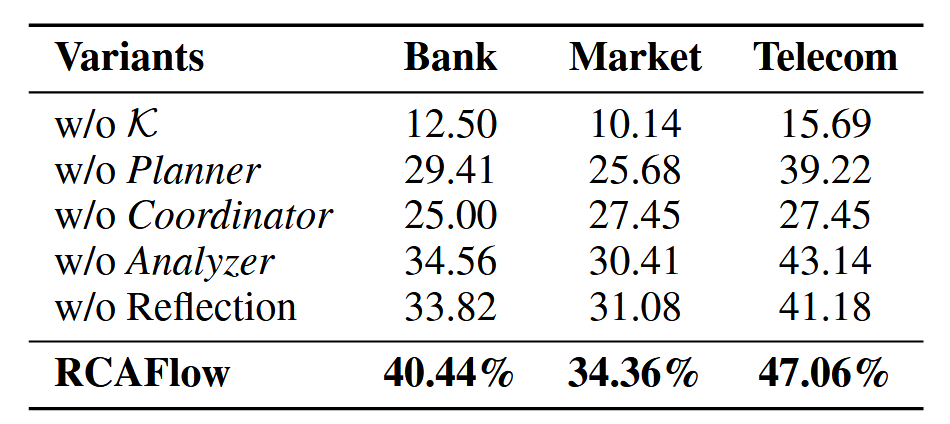 Variants Bank Market Telecom
w/o 𝒦 12.50 10.14 15.69
w/o Planner 29.41 25.68 39.22
w/o Coordinator 25.00 27.45 27.45
w/o Analyzer 34.56 30.41 43.14
w/o Reflection 33.82 31.08 41.18
RCAFlow 40.44% 34.36% 47.06%